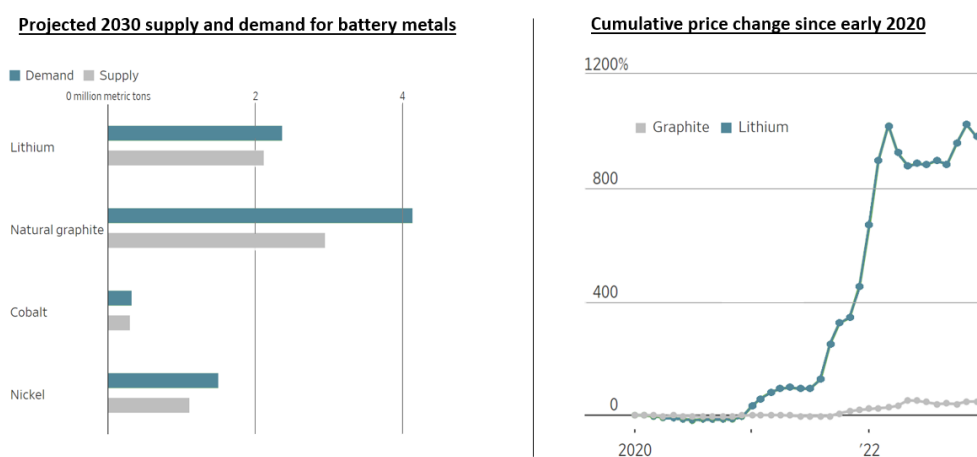 Projected 2030 supply and demand for battery metals
Demand Supply
0 million metric tons 2 4
Lithium
Natural graphite
Cobalt
Nickel
Cumulative price change since early 2020
1200%
Graphite Lithium
800
400
0
2020 ’22